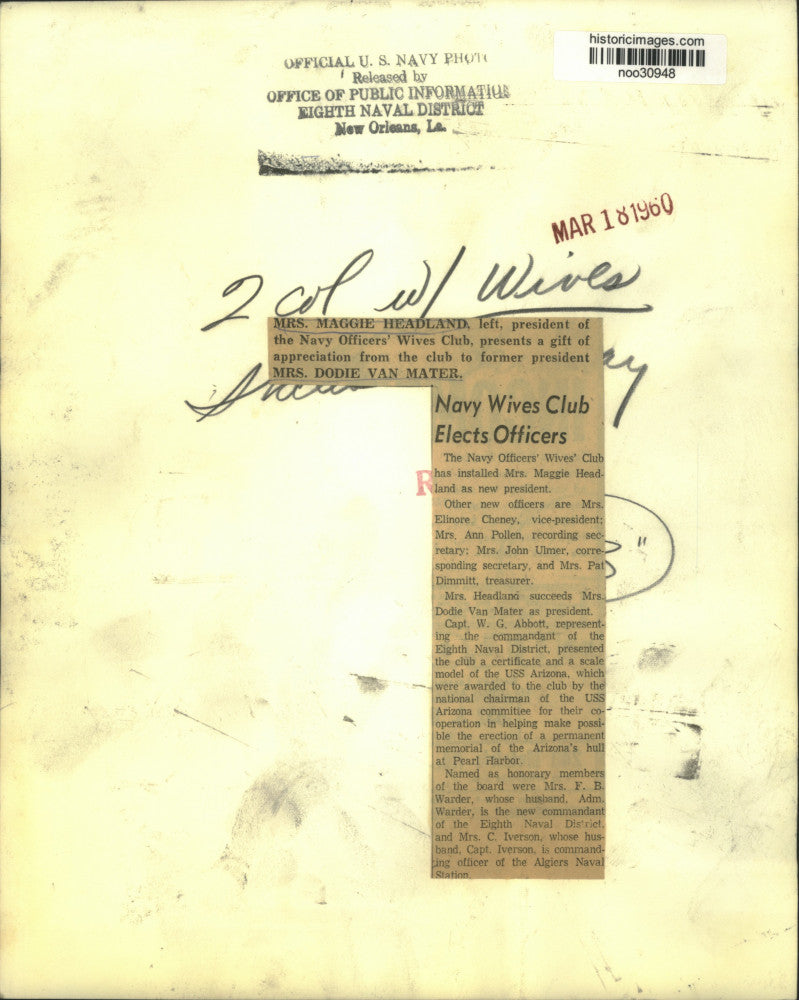 historicimages.com
noo30948
OFFICIAL U. S. NAVY PHOTO
Released by
OFFICE OF PUBLIC INFORMATION
EIGHTH NAVAL DISTRICT
New Orleans, La.
MAR 18 1960
2 col w/ Wives
MRS. MAGGIE HEADLAND, left, president of
the Navy Officers' Wives Club, presents a gift of
appreciation from the club to former president
MRS. DODIE VAN MATER.
Navy Wives Club
Elects Officers
The Navy Officers' Wives' Club
has installed Mrs. Maggie Head-
land as new president.
Other new officers are Mrs.
Elinore Cheney, vice-president;
Mrs. Ann Pollen, recording sec-
retary; Mrs. John Ulmer, corre-
sponding secretary, and Mrs. Pat
Dimmitt, treasurer.
Mrs. Headland succeeds Mrs.
Dodie Van Mater as president.
Capt. W. G. Abbott, represent-
ing the commandant of the
Eighth Naval District, presented
the club a certificate and a scale
model of the USS Arizona, which
were awarded to the club by the
national chairman of the USS
Arizona committee for their co-
operation in helping make possi-
ble the erection of a permanent
memorial of the Arizona's hull
at Pearl Harbor.
Named as honorary members
of the board were Mrs. F. B.
Warder, whose husband, Adm.
Warder, is the new commandant
of the Eighth Naval District,
and Mrs. C. Iverson, whose hus-
band, Capt. Iverson, is command-
ing officer of the Algiers Naval
Station.